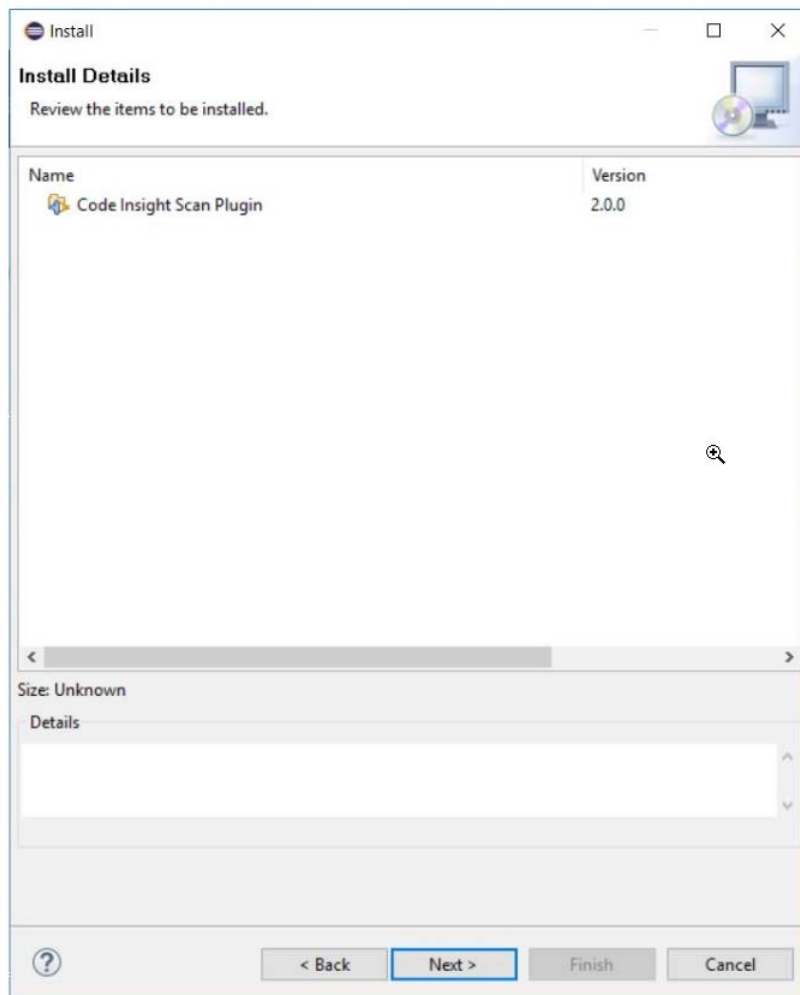 Install
Install Details
Review the items to be installed.
Name Version
Code Insight Scan Plugin 2.0.0
Size: Unknown
Details
? < Back Next > Finish Cancel